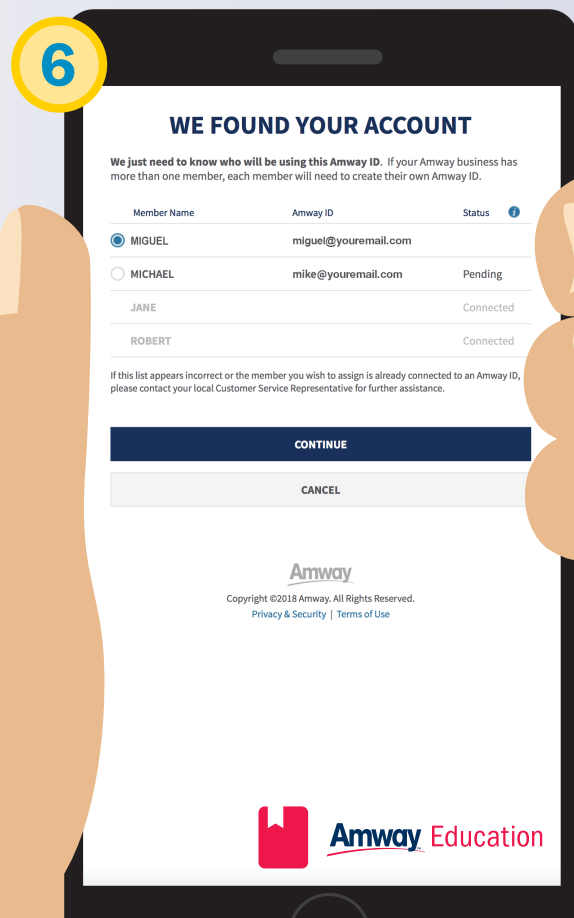 6
WE FOUND YOUR ACCOUNT
We just need to know who will be using this Amway ID. If your Amway business has
more than one member, each member will need to create their own Amway ID.
Member Name Amway ID Status i
MIGUEL miguel@youremail.com
MICHAEL mike@youremail.com Pending
JANE Connected
ROBERT Connected
If this list appears incorrect or the member you wish to assign is already connected to an Amway ID,
please contact your local Customer Service Representative for further assistance.
CONTINUE
CANCEL
Amway
Copyright ©2018 Amway. All Rights Reserved.
Privacy & Security | Terms of Use
Amway™ Education